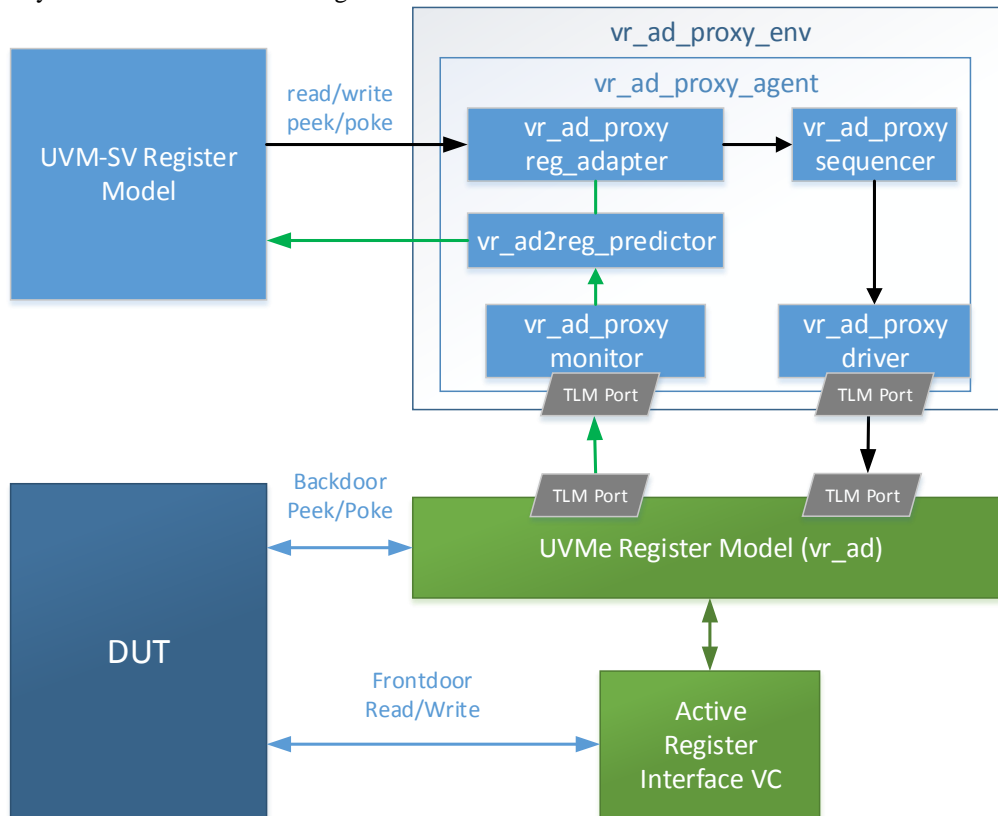 vr_ad_proxy_env
vr_ad_proxy_agent
UVM-SV Register
Model
read/write
peek/poke
vr_ad_proxy
reg_adapter
vr_ad_proxy
sequencer
vr_ad2reg_predictor
vr_ad_proxy
monitor
vr_ad_proxy
driver
TLM Port
TLM Port
Backdoor
Peek/Poke
TLM Port
TLM Port
UVMe Register Model (vr_ad)
DUT
Frontdoor
Read/Write
Active
Register
Interface VC